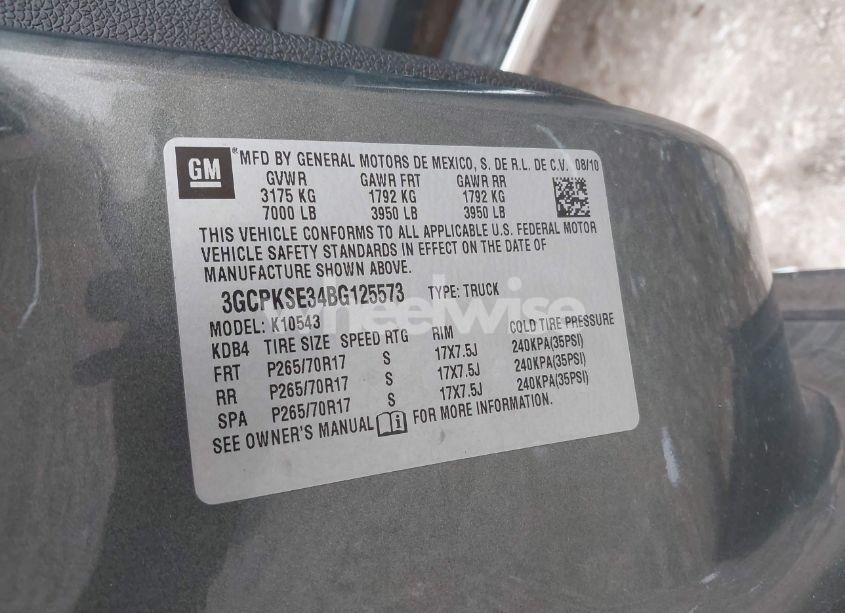 GM
® MFD BY GENERAL MOTORS DE MEXICO, S. DE R.L. DE C.V. 08/10
GVWR GAWR FRT GAWR RR
3175 KG 1792 KG 1792 KG
7000 LB 3950 LB 3950 LB
THIS VEHICLE CONFORMS TO ALL APPLICABLE U.S. FEDERAL MOTOR
VEHICLE SAFETY STANDARDS IN EFFECT ON THE DATE OF
MANUFACTURE SHOWN ABOVE.
3GCPKSE34BG125573 TYPE: TRUCK
wheelwise
MODEL: K10543
KDB4 TIRE SIZE SPEED RTG RIM COLD TIRE PRESSURE
FRT P265/70R17 S 17X7.5J 240KPA(35PSI)
RR P265/70R17 S 17X7.5J 240KPA(35PSI)
SPA P265/70R17 S 17X7.5J 240KPA(35PSI)
SEE OWNER'S MANUAL i FOR MORE INFORMATION.